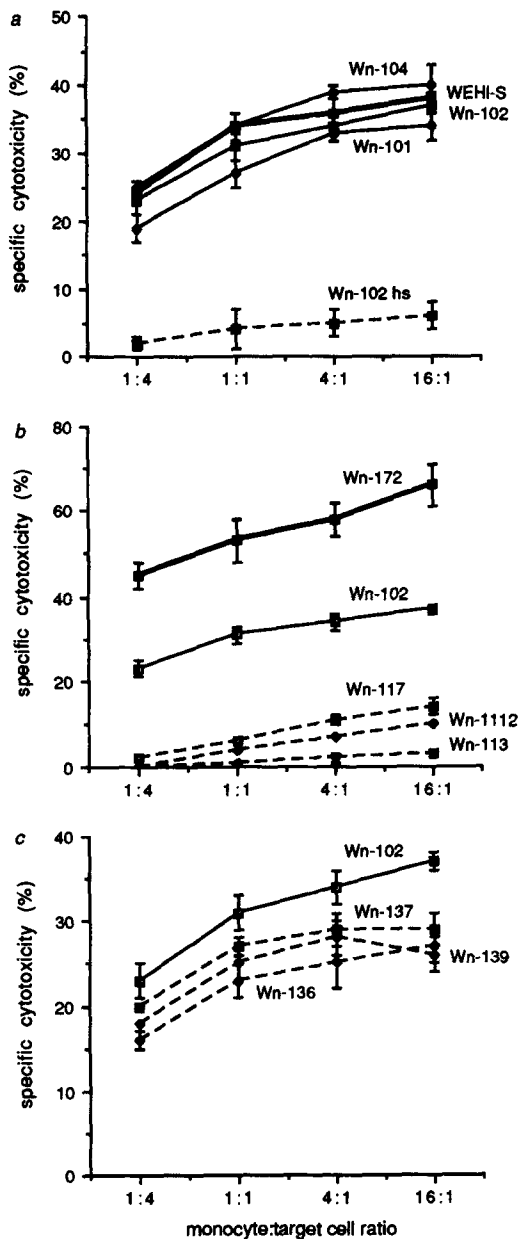 a
specific cytotoxicity (%)
50
40
30
20
10
0
Wn-104
WEHI-S
Wn-102
Wn-101
Wn-102 hs
1:4 1:1 4:1 16:1
b
specific cytotoxicity (%)
80
60
40
20
0
Wn-172
Wn-102
Wn-117
Wn-1112
Wn-113
1:4 1:1 4:1 16:1
c
specific cytotoxicity (%)
40
30
20
10
0
Wn-102
Wn-137
Wn-139
Wn-136
1:4 1:1 4:1 16:1
monocyte:target cell ratio